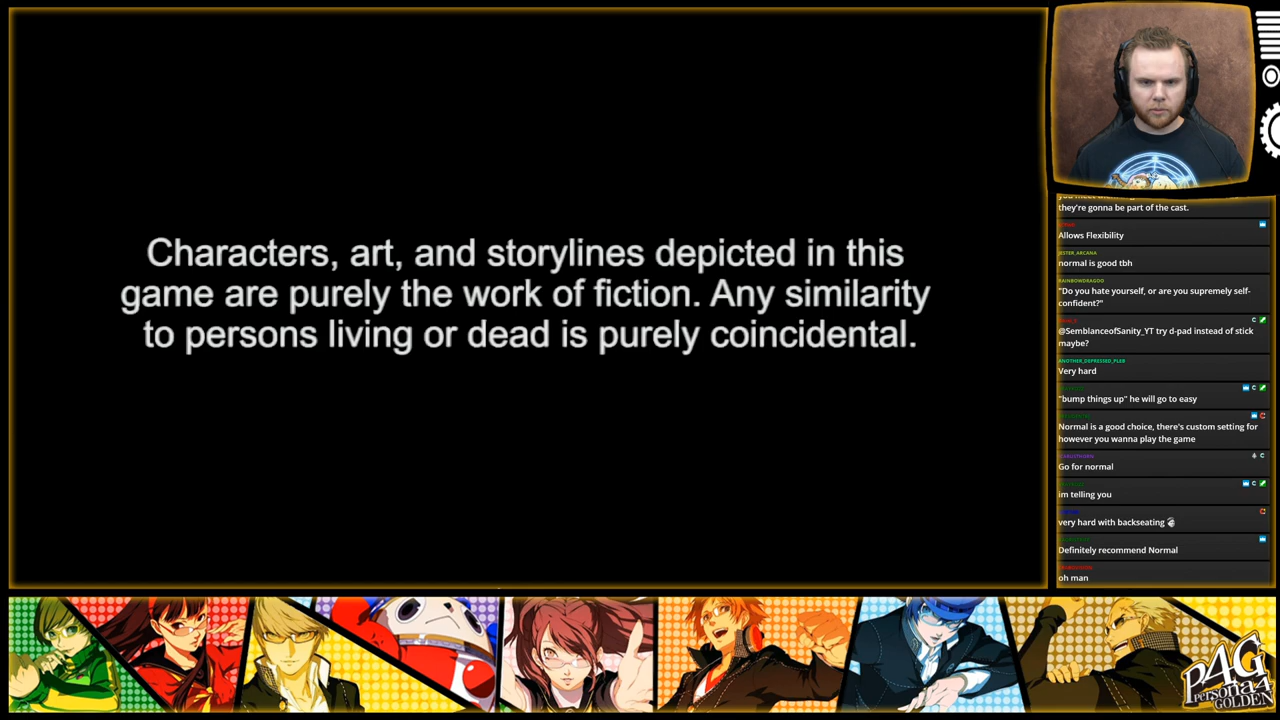 Characters, art, and storylines depicted in this
game are purely the work of fiction. Any similarity
to persons living or dead is purely coincidental.
they're gonna be part of the cast.
Allows Flexibility
JESTER_ARCANA
normal is good tbh
RAINBOWDRAGOO
"Do you hate yourself, or are you supremely self-
confident?"
@SemblanceofSanity_YT try d-pad instead of stick
maybe?
ANOTHER_DEPRESSED_PLEB
Very hard
"bump things up" he will go to easy
Normal is a good choice, there's custom setting for
however you wanna play the game
Go for normal
im telling you
very hard with backseating
Definitely recommend Normal
oh man
P4G
Persona4
GOLDEN